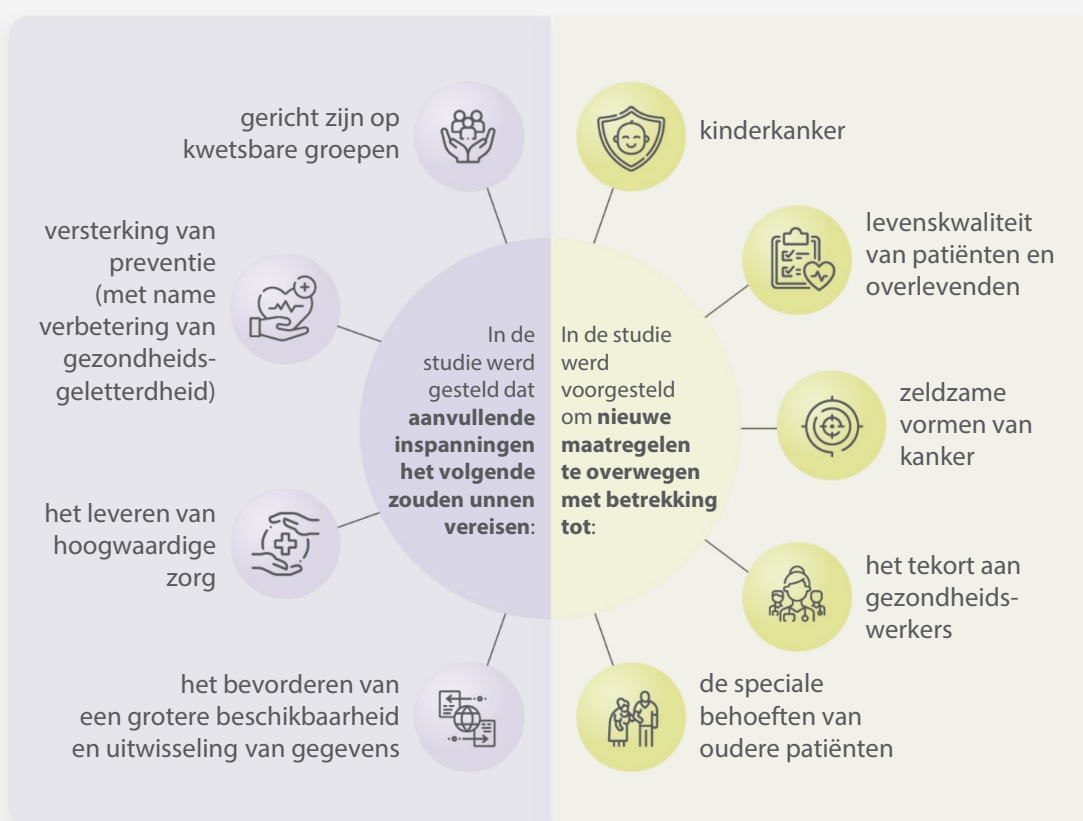 gericht zijn op
kwetsbare groepen
versterking van
preventie
(met name
verbetering van
gezondheids-
geletterdheid)
het leveren van
hoogwaardige
zorg
het bevorderen van
een grotere beschikbaarheid
en uitwisseling van gegevens
In de
studie werd
gesteld dat
aanvullende
inspanningen
het volgende
zouden unnen
vereisen:
In de studie
werd
voorgesteld
om nieuwe
maatregelen
te overwegen
met betrekking
tot:
kinderkanker
levenskwaliteit
van patiënten en
overlevenden
zeldzame
vormen van
kanker
het tekort aan
gezondheids-
werkers
de speciale
behoeften van
oudere patiënten